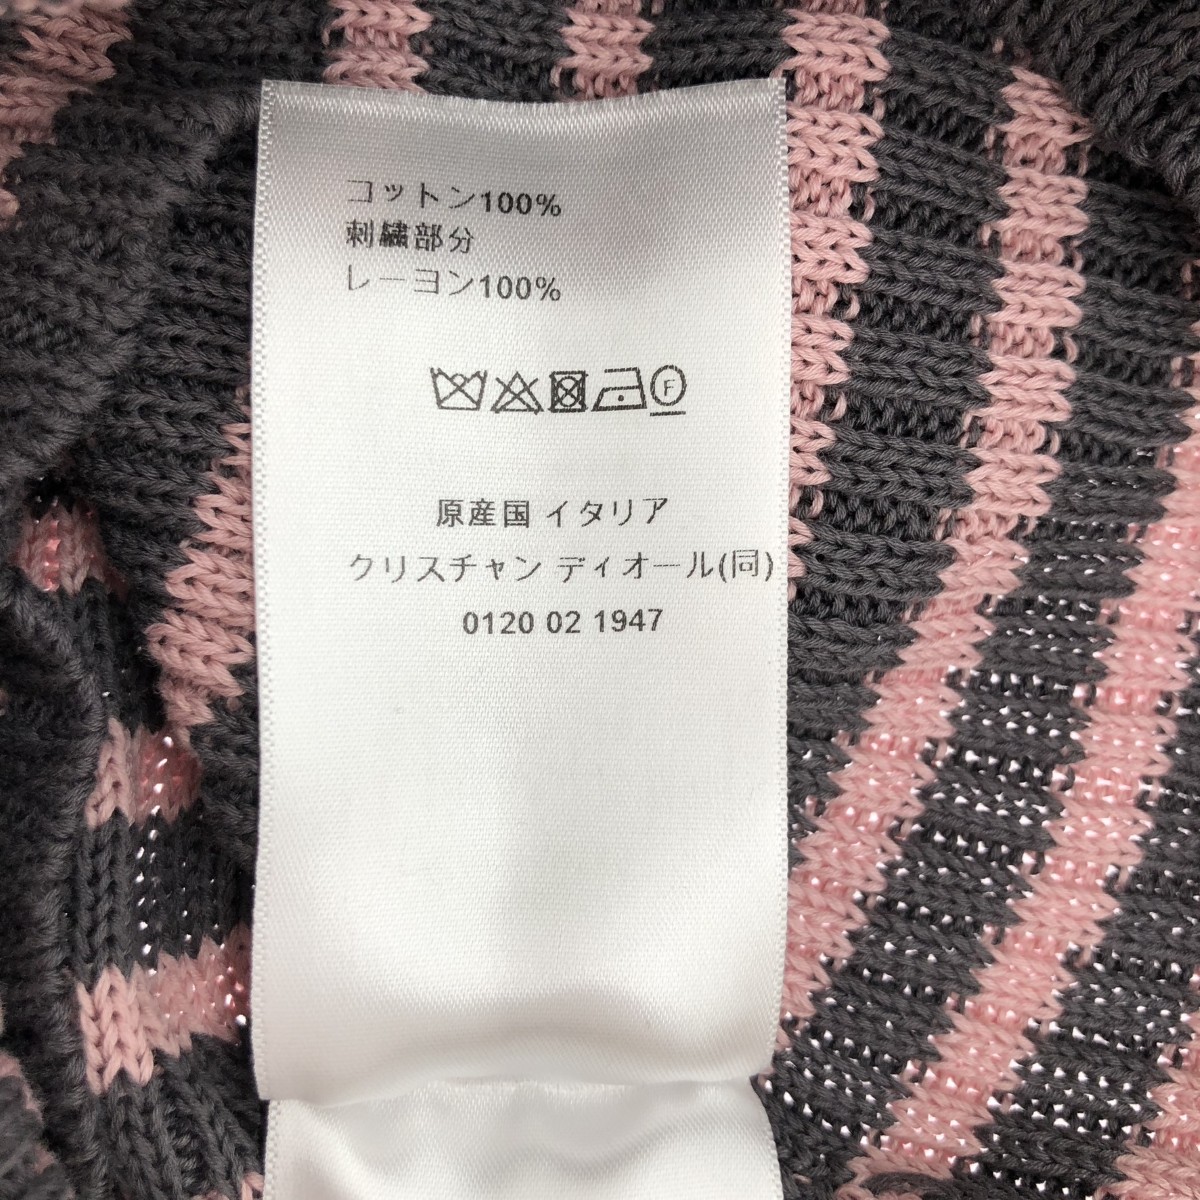 コットン100%
刺繍部分
レーヨン100%
F
原産国 イタリア
クリスチャン ディオール(同)
0120 02 1947